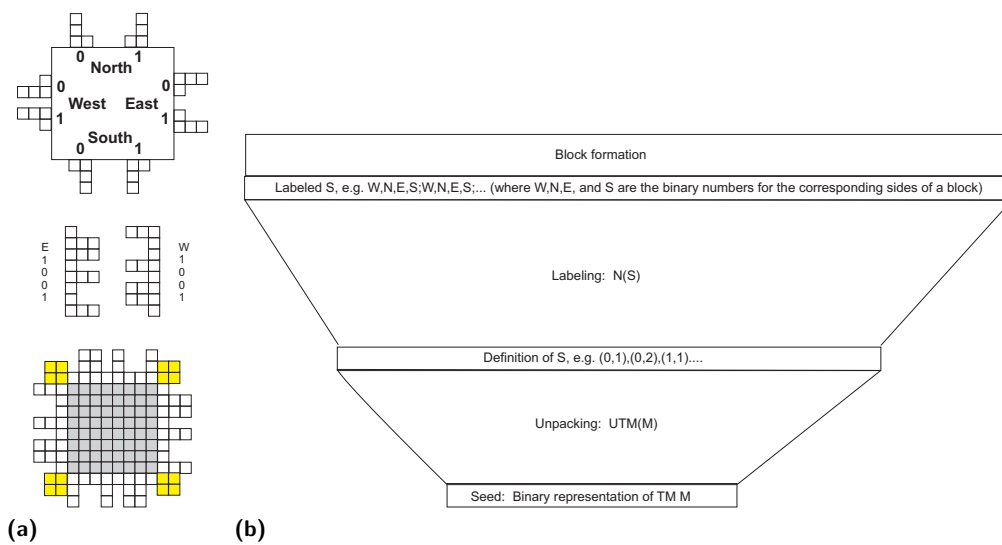 0 1
North
0 0
West East
1 1
South
0 1
E
1
0
0
1
W
1
0
0
1
(a)
Block formation
Labeled S, e.g. W,N,E,S;W,N,E,S;... (where W,N,E, and S are the binary numbers for the corresponding sides of a block)
Labeling: N(S)
Definition of S, e.g. (0,1),(0,2),(1,1)....
Unpacking: UTM(M)
Seed: Binary representation of TM M
(b)